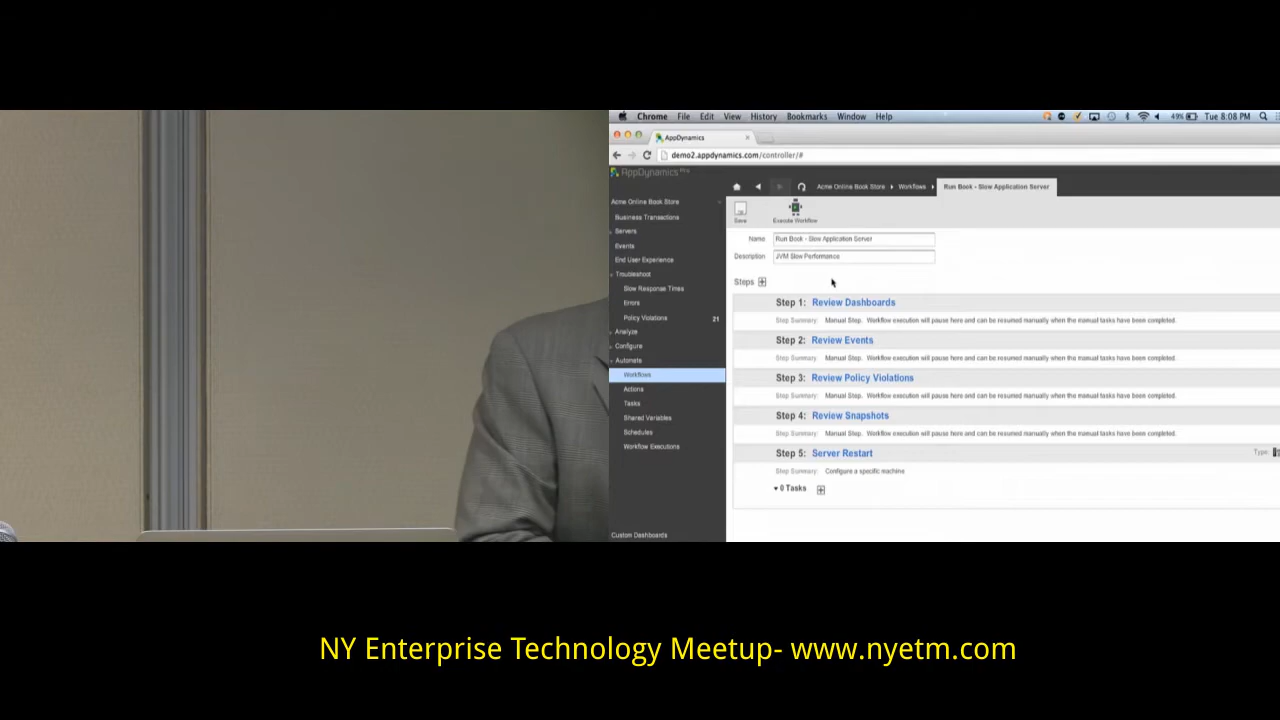 Chrome File Edit View History Bookmarks Window Help 49% Tue 8:08 PM
AppDynamics
demo2.appdynamics.com/controller/#
AppDynamics Pro
Acme Online Book Store Workflows Run Book - Slow Application Server
Acme Online Book Store
Business Transactions
Servers
Events
End User Experience
Troubleshoot
Slow Response Times
Errors
Policy Violations 21
Analyze
Configure
Automate
Workflows
Actions
Tasks
Shared Variables
Schedules
Workflow Executions
Custom Dashboards
Save Execute Workflow
Name Run Book - Slow Application Server
Description JVM Slow Performance
Steps
Step 1: Review Dashboards
Step Summary: Manual Step. Workflow execution will pause here and can be resumed manually when the manual tasks have been completed.
Step 2: Review Events
Step Summary: Manual Step. Workflow execution will pause here and can be resumed manually when the manual tasks have been completed.
Step 3: Review Policy Violations
Step Summary: Manual Step. Workflow execution will pause here and can be resumed manually when the manual tasks have been completed.
Step 4: Review Snapshots
Step Summary: Manual Step. Workflow execution will pause here and can be resumed manually when the manual tasks have been completed.
Step 5: Server Restart Type:
Step Summary: Configure a specific machine
0 Tasks
NY Enterprise Technology Meetup- www.nyetm.com